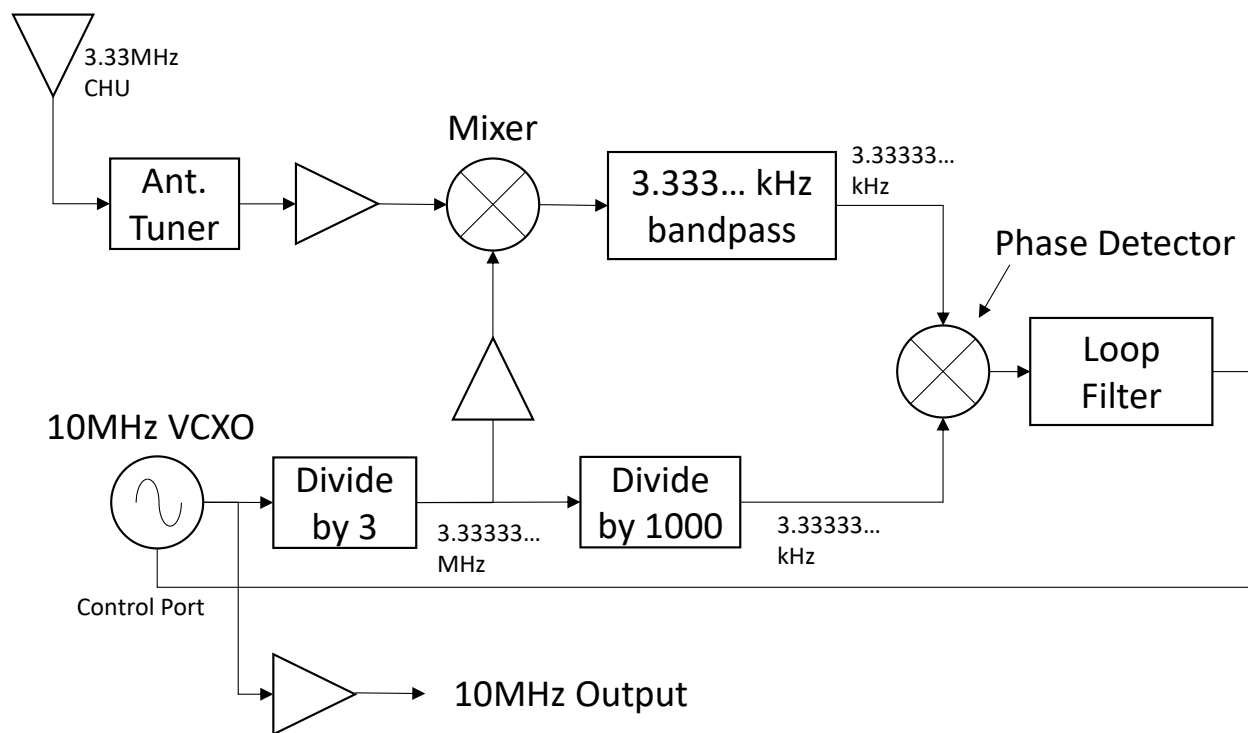 3.33MHz
CHU
Mixer
Ant.
Tuner
3.333... kHz
bandpass
3.33333...
kHz
Phase Detector
Loop
Filter
10MHz VCXO
Divide
by 3
3.33333...
MHz
Divide
by 1000
3.33333...
kHz
Control Port
10MHz Output